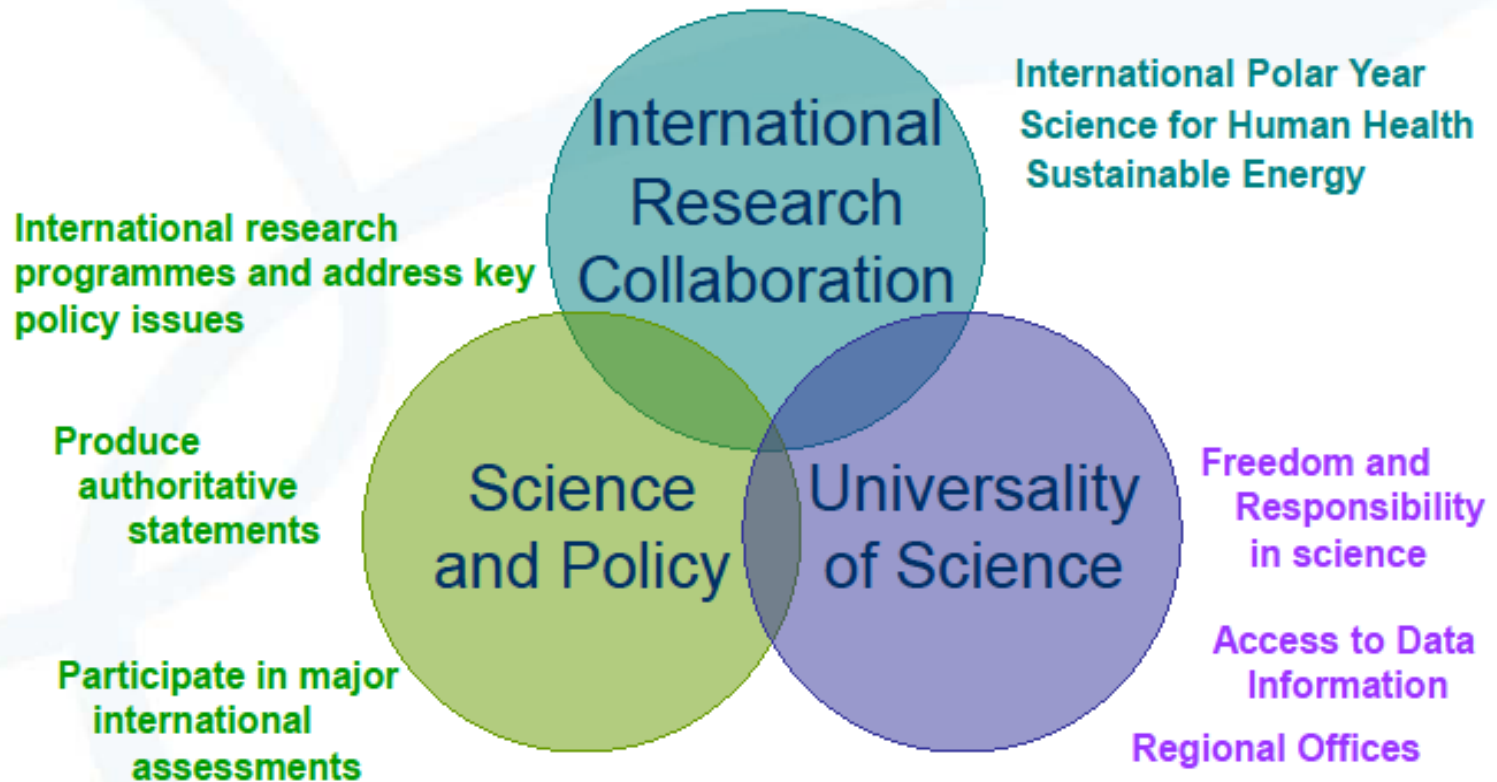 International
Research
Collaboration
International Polar Year
Science for Human Health
Sustainable Energy
International research
programmes and address key
policy issues
Produce
authoritative
statements
Participate in major
international
assessments
Science
and Policy
Universality
of Science
Freedom and
Responsibility
in science
Access to Data
Information
Regional Offices